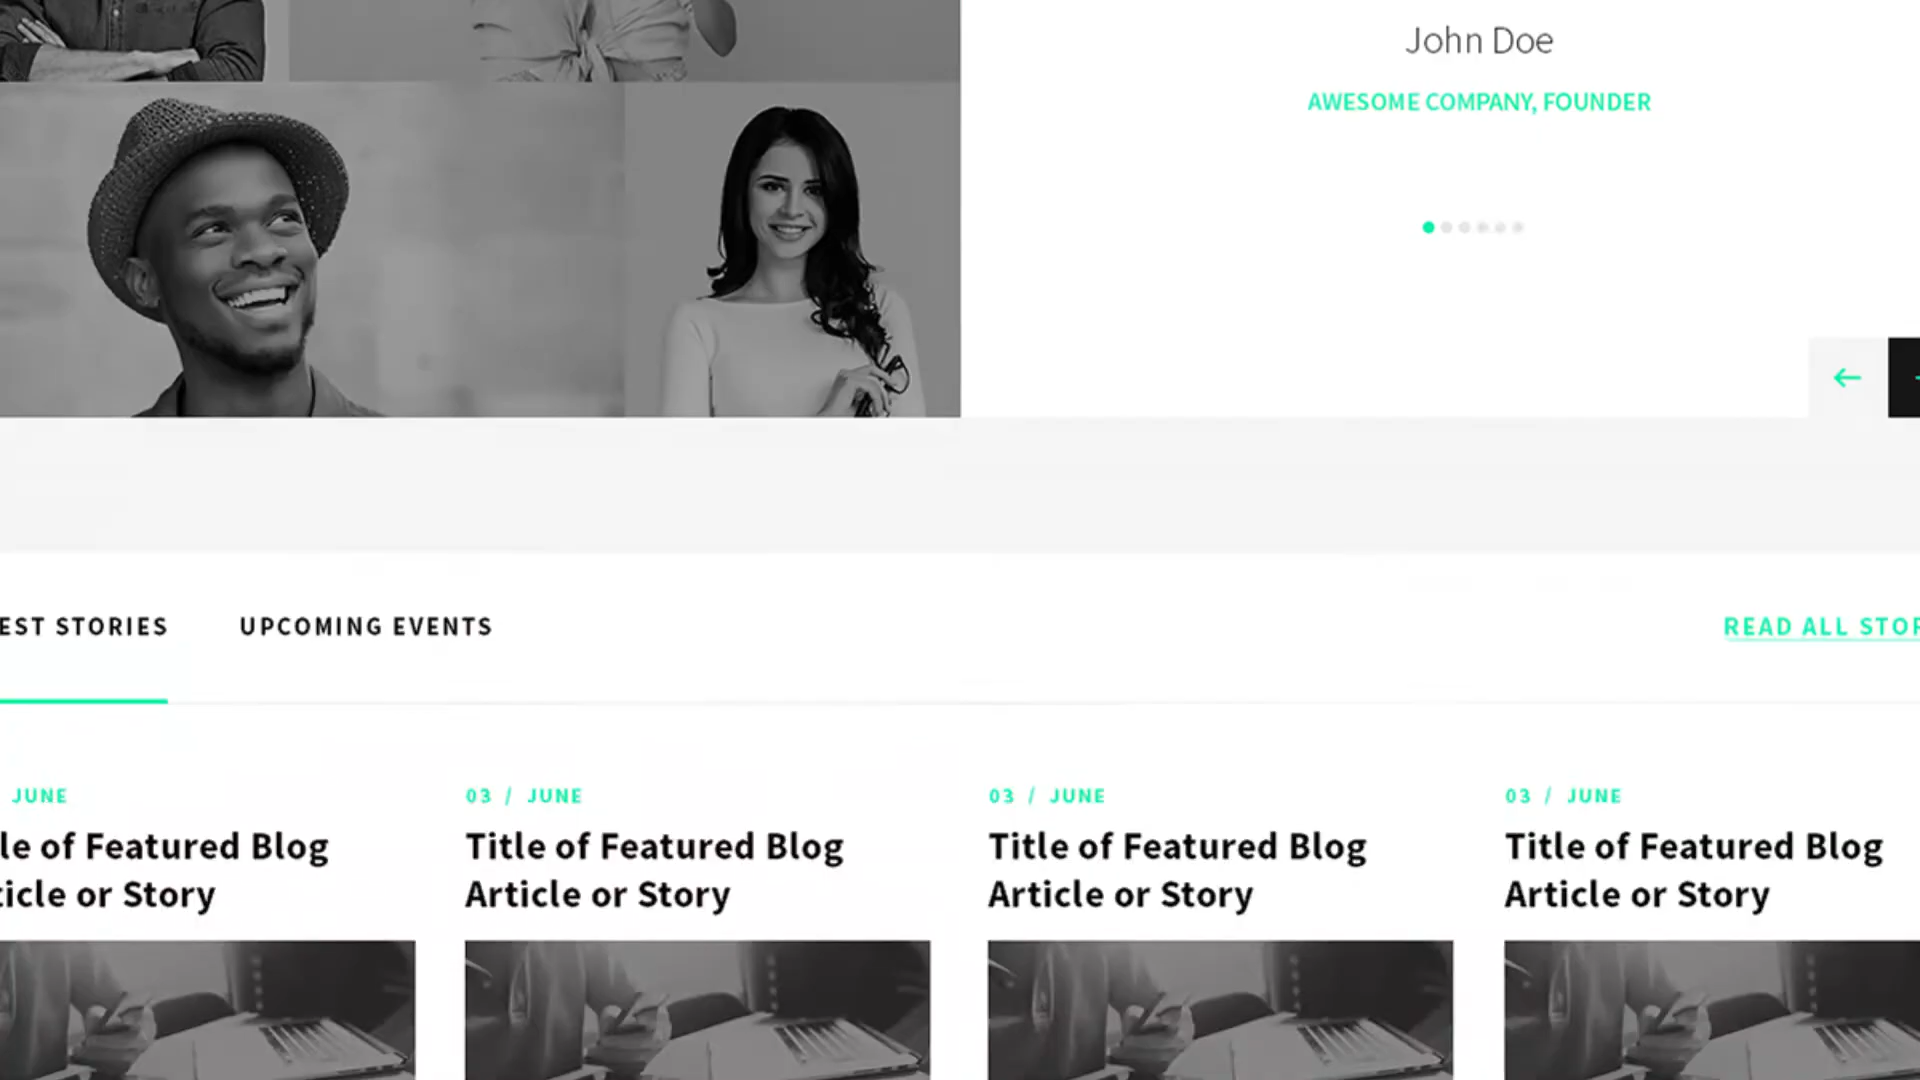 John Doe
AWESOME COMPANY, FOUNDER
EST STORIES
UPCOMING EVENTS
READ ALL STOR
JUNE
03 / JUNE
03 / JUNE
03 / JUNE
le of Featured Blog
Title of Featured Blog
Title of Featured Blog
Title of Featured Blog
icle or Story
Article or Story
Article or Story
Article or Story